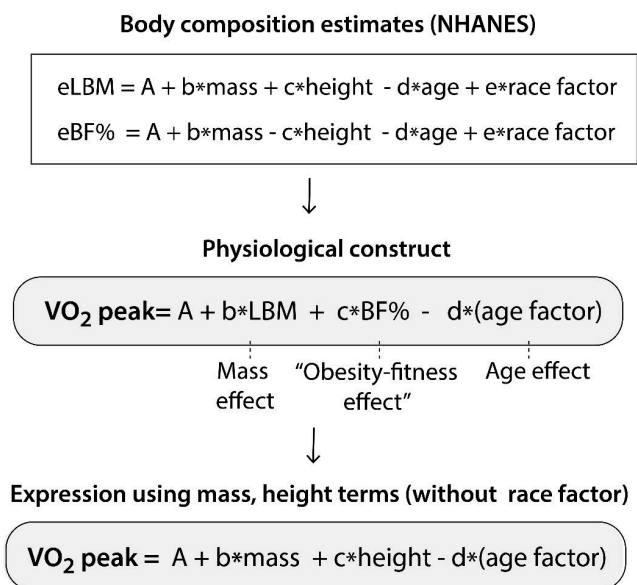 Body composition estimates (NHANES)
eLBM = A + b*mass + c*height - d*age + e*race factor
eBF% = A + b*mass - c*height - d*age + e*race factor
Physiological construct
VO₂ peak= A + b*LBM + c*BF% - d*(age factor)
Mass effect
“Obesity-fitness effect”
Age effect
Expression using mass, height terms (without race factor)
VO₂ peak = A + b*mass + c*height - d*(age factor)